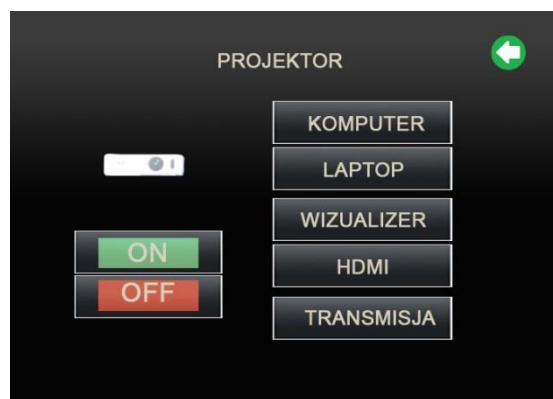 PROJEKTOR
KOMPUTER
LAPTOP
WIZUALIZER
HDMI
TRANSMISJA
ON
OFF